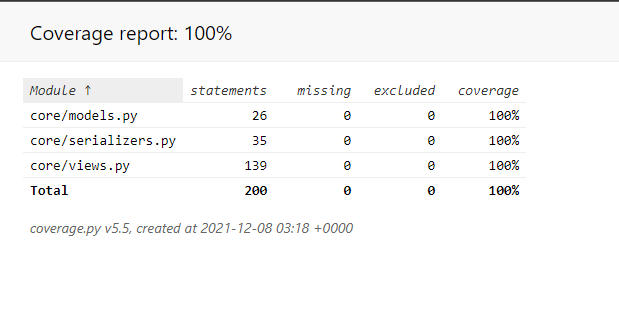 Coverage report: 100%
Module ↑ statements missing excluded coverage
core/models.py 26 0 0 100%
core/serializers.py 35 0 0 100%
core/views.py 139 0 0 100%
Total 200 0 0 100%
coverage.py v5.5, created at 2021-12-08 03:18 +0000